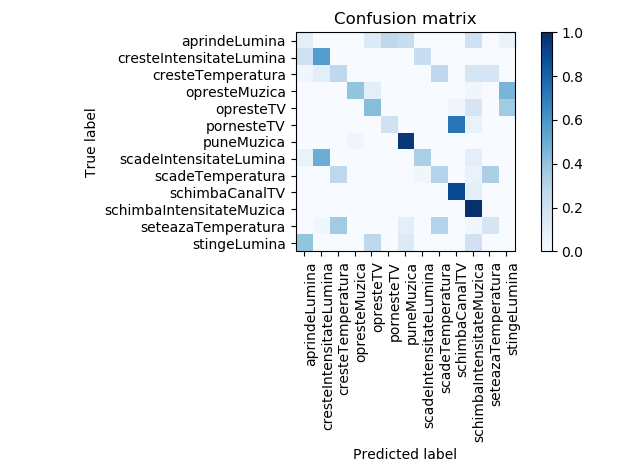 Confusion matrix
True label
aprindeLumina
cresteIntensitateLumina
cresteTemperatura
opresteMuzica
opresteTV
pornesteTV
puneMuzica
scadeIntensitateLumina
scadeTemperatura
schimbaCanalTV
schimbaIntensitateMuzica
seteazaTemperatura
stingeLumina
aprindeLumina
cresteIntensitateLumina
cresteTemperatura
opresteMuzica
opresteTV
pornesteTV
puneMuzica
scadeIntensitateLumina
scadeTemperatura
schimbaCanalTV
schimbaIntensitateMuzica
seteazaTemperatura
stingeLumina
Predicted label
1.0
0.8
0.6
0.4
0.2
0.0